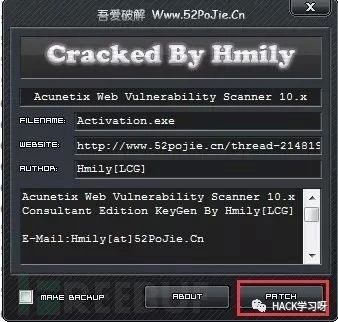 吾爱破解 Www.52PoJie.Cn
X
Cracked By Hmily
Acunetix Web Vulnerability Scanner 10.x
FILENAME: Activation.exe
WEBSITE: http://www.52pojie.cn/thread-214819
AUTHOR: Hmily[LCG]
Acunetix Web Vulnerability Scanner 10.x
Consultant Edition KeyGen By Hmily[LCG]
E-Mail:Hmily[at]52PoJie.Cn
MAKE BACKUP
ABOUT
PATCH
HACK学习呀